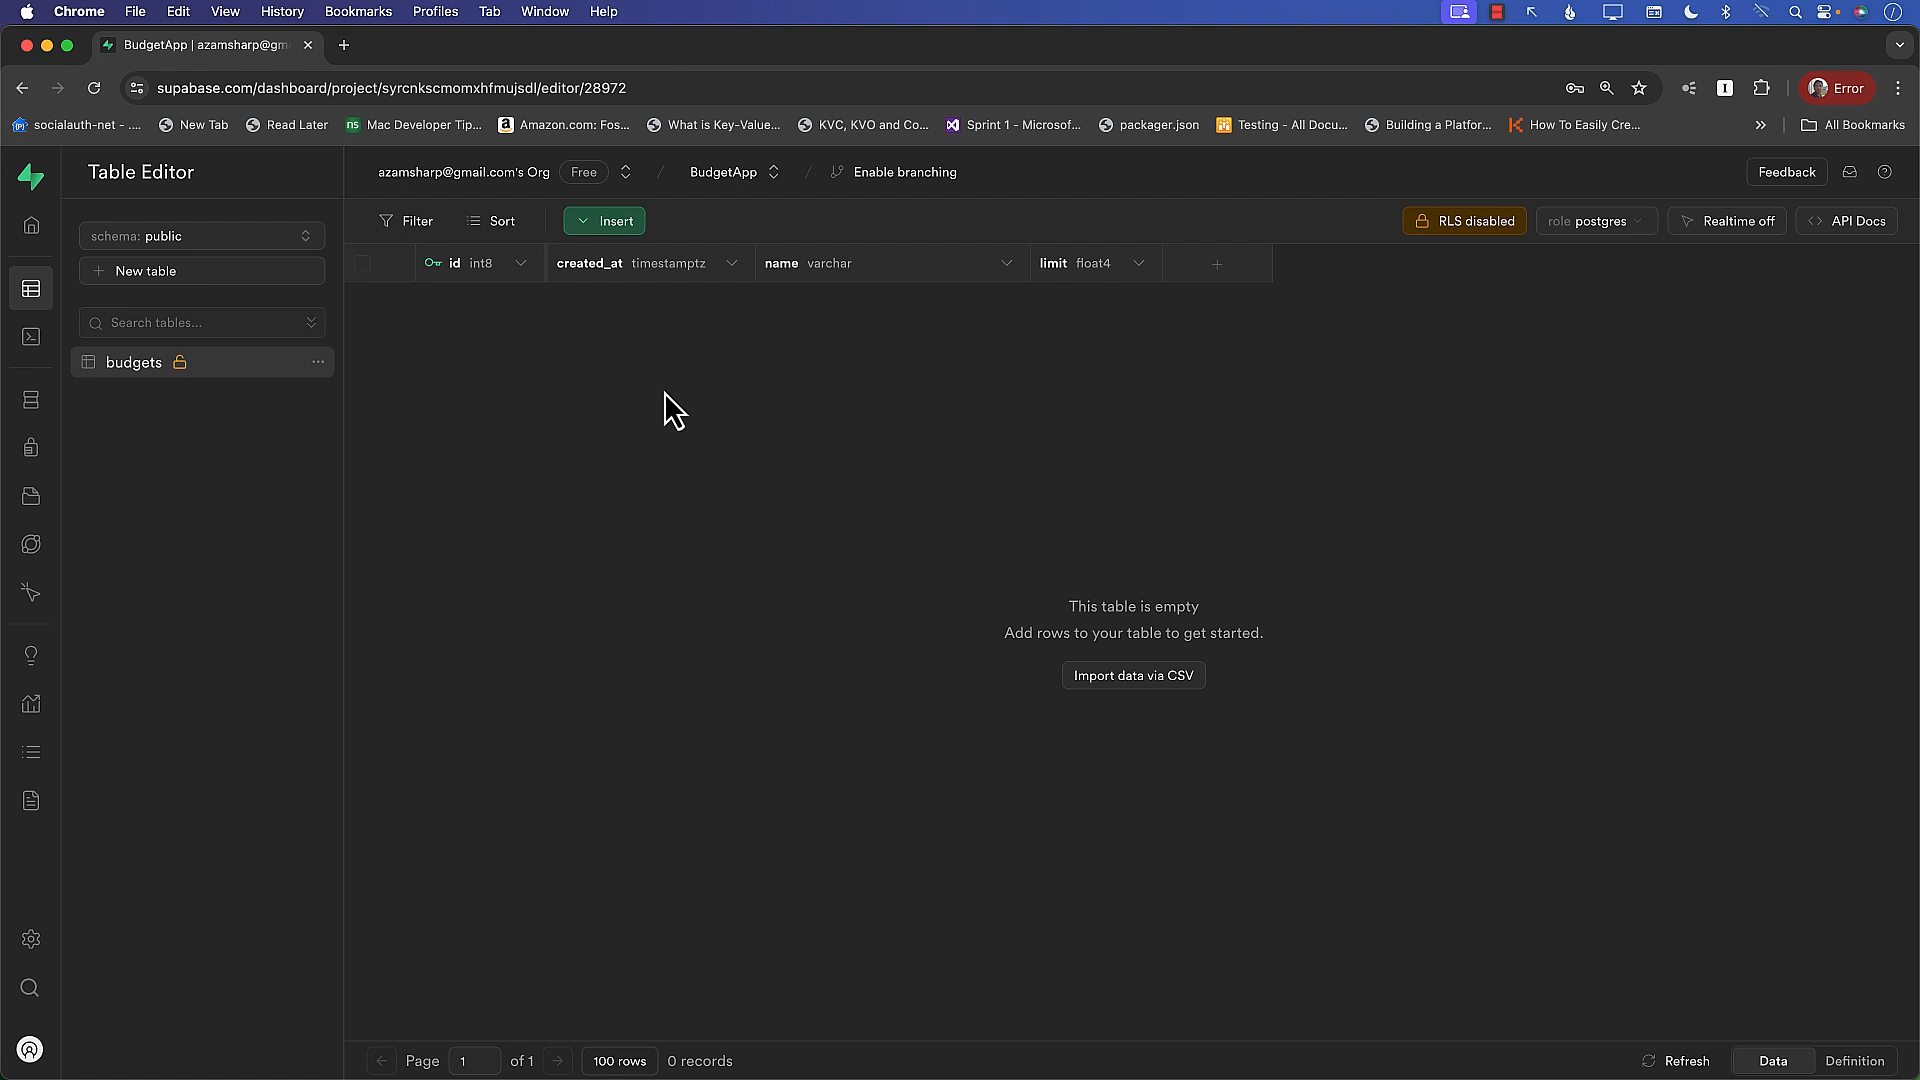 Chrome File Edit View History Bookmarks Profiles Tab Window Help
BudgetApp | azamsharp@gm
supabase.com/dashboard/project/syrcnkscmomxhfmujsdl/editor/28972
Error
socialauth-net - .... New Tab Read Later ns Mac Developer Tip... Amazon.com: Fos... What is Key-Value... KVC, KVO and Co... Sprint 1 - Microsof... packager.json Testing - All Docu... Building a Platfor... How To Easily Cre... All Bookmarks
Table Editor
azamsharp@gmail.com's Org Free / BudgetApp / Enable branching
Feedback
Filter Sort Insert
RLS disabled role postgres Realtime off API Docs
schema: public
New table
id int8 created_at timestamptz name varchar limit float4
Search tables...
budgets
This table is empty
Add rows to your table to get started.
Import data via CSV
Page 1 of 1 100 rows 0 records
Refresh Data Definition